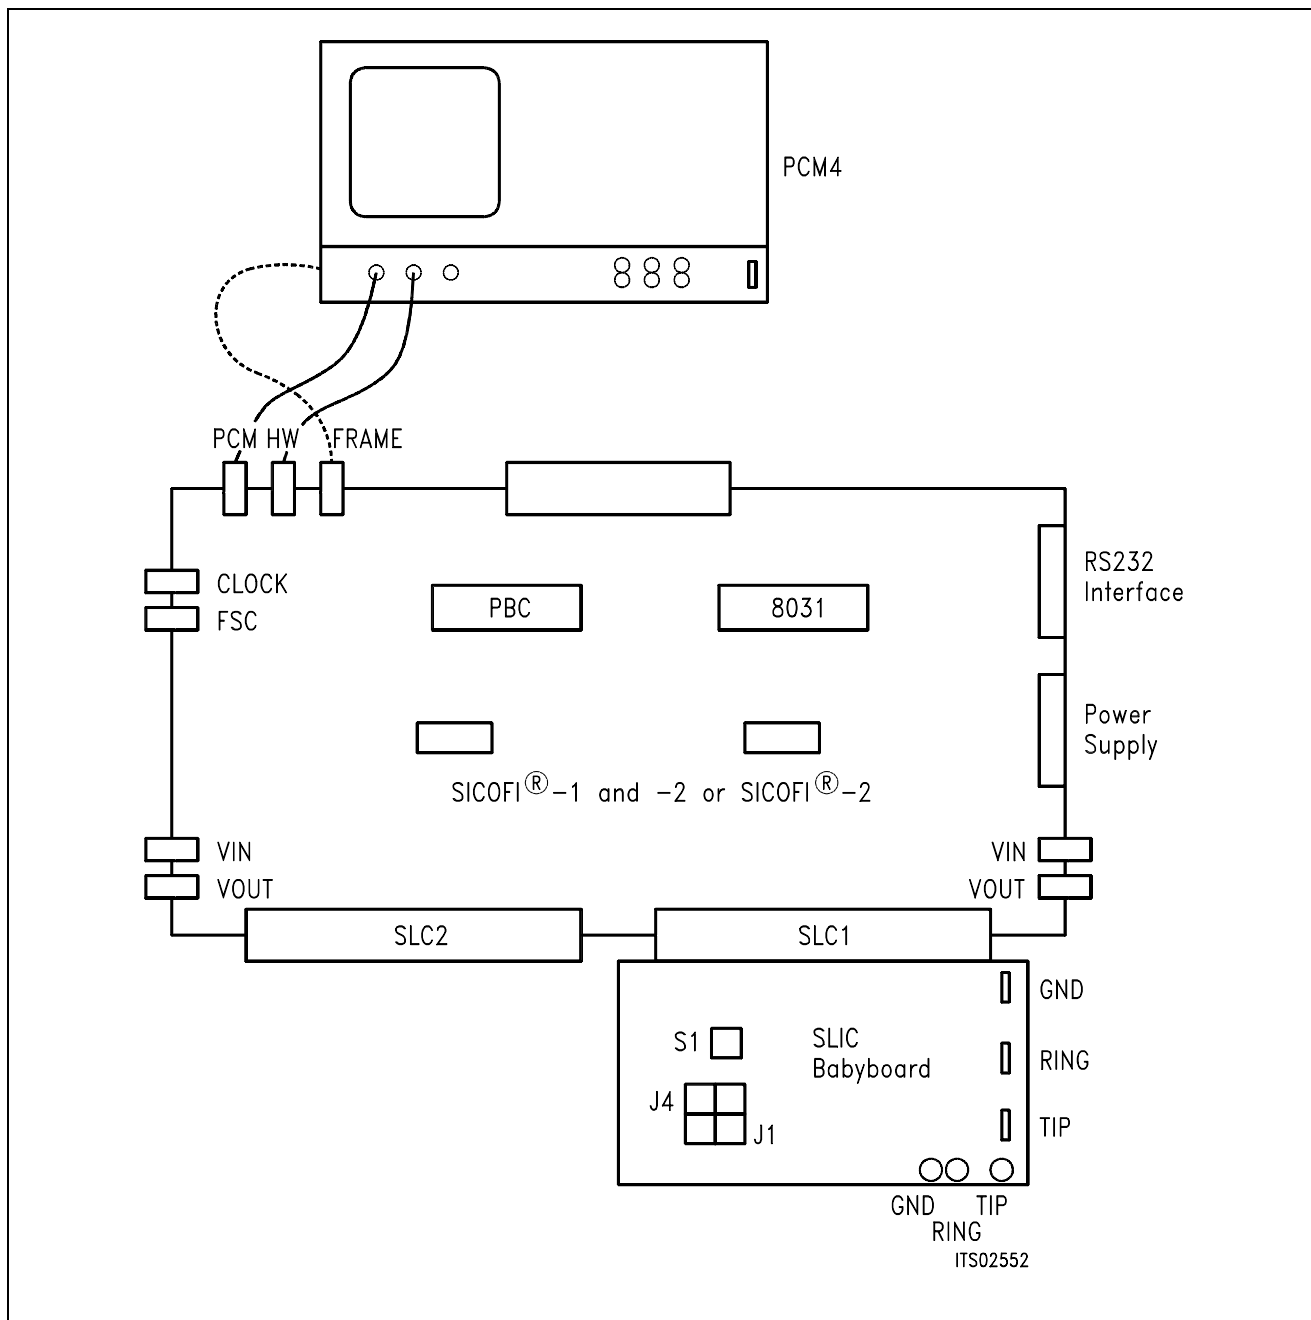 PCM4
PCM HW FRAME
CLOCK
FSC
PBC
8031
RS232
Interface
Power
Supply
SICOFI®-1 and -2 or SICOFI®-2
VIN
VOUT
VIN
VOUT
SLC2
SLC1
GND
S1
SLIC
Babyboard
RING
J4
J1
TIP
GND TIP
RING
ITS02552